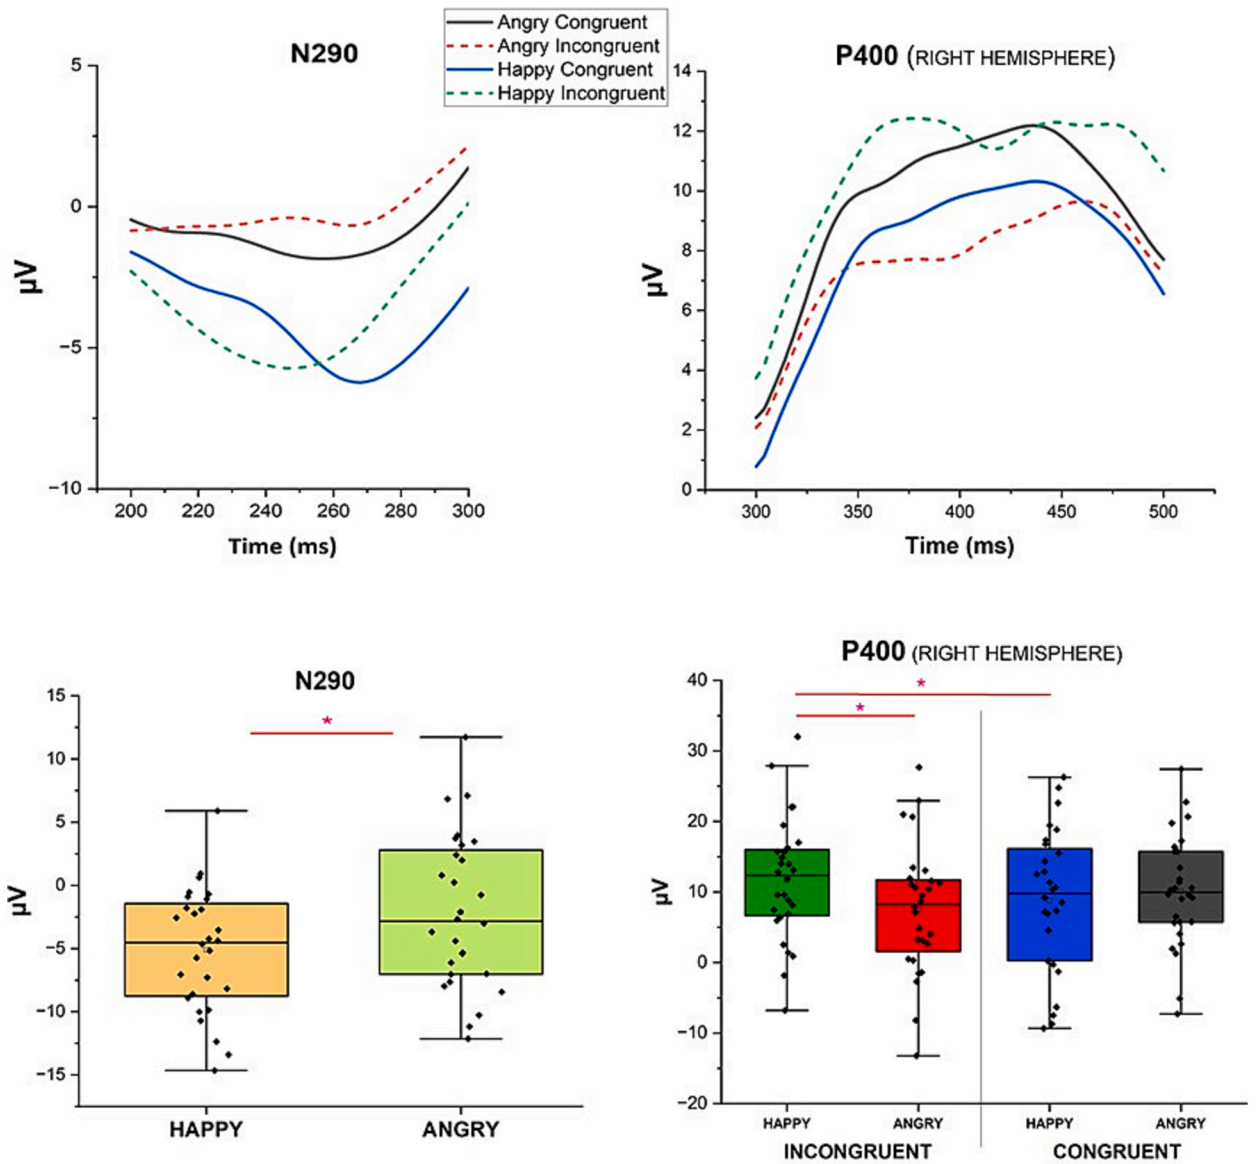 N290
Angry Congruent
Angry Incongruent
Happy Congruent
Happy Incongruent
5
0
−5
−10
μV
200 220 240 260 280 300
Time (ms)
P400 (RIGHT HEMISPHERE)
14
12
10
8
6
4
2
0
μV
300 350 400 450 500
Time (ms)
N290
15
10
5
0
−5
−10
−15
μV
*
HAPPY ANGRY
P400 (RIGHT HEMISPHERE)
40
30
20
10
0
−10
−20
μV
*
*
HAPPY ANGRY HAPPY ANGRY
INCONGRUENT CONGRUENT